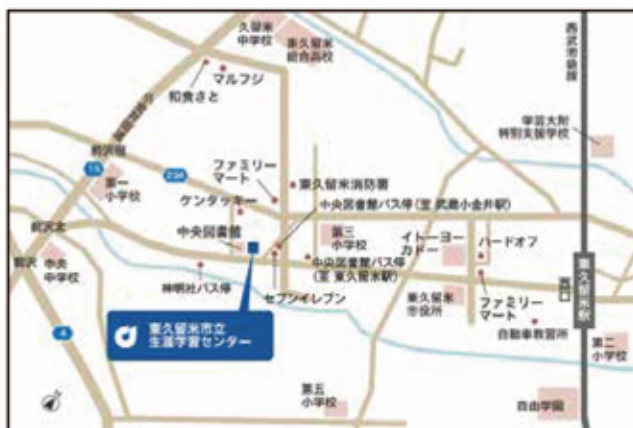 久留米
中学校
東久留米
総合高校
西武池袋線
マルフジ
和食さと
小金井街道
学芸大附
特別支援学校
前沢宿
15
234
第一
小学校
ファミリー
マート
東久留米消防署
ケンタッキー
中央図書館バス停(至 武蔵小金井駅)
前沢北
中央図書館
第三
小学校
イトーヨー
カドー
ハードオフ
前沢
中央
中学校
神明社バス停
セブンイレブン
中央図書館バス停
(至 東久留米駅)
西口
東久留米駅
東久留米
市役所
ファミリー
マート
4
東久留米市立
生涯学習センター
自動車教習所
第二
小学校
第五
小学校
自由学園